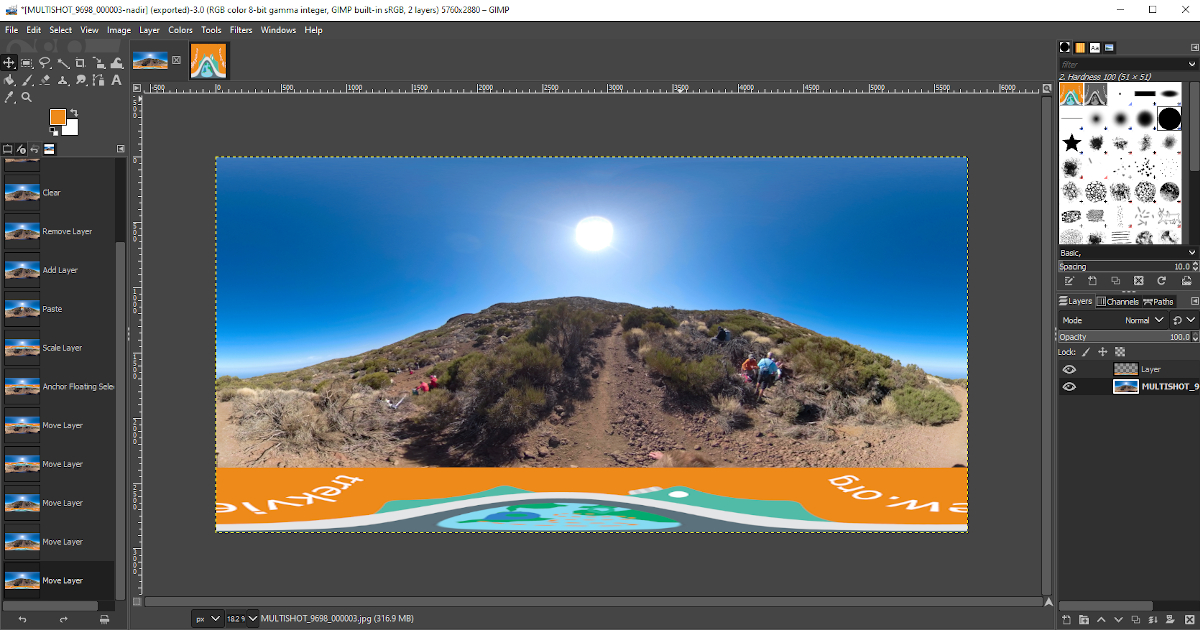 *[MULTISHOT_9698_000003-nadir] (exported)-3.0 (RGB color 8-bit gamma integer, GIMP built-in sRGB, 2 layers) 5760x2880 – GIMP
File Edit Select View Image Layer Colors Tools Filters Windows Help
filter
2. Hardness 100 (51 × 51)
-500 0 500 1000 1500 2000 2500 3000 3500 4000 4500 5000 5500 6000
Clear
Remove Layer
Add Layer
Paste
Scale Layer
Anchor Floating Sele
Move Layer
Move Layer
Move Layer
Move Layer
Move Layer
Basic,
Spacing 10.0
Layers Channels Paths
Mode Normal
Opacity 100.0
Lock:
Layer
MULTISHOT_9
trekvie
w.org
px 18.2 MULTISHOT_9698_000003.jpg (316.9 MB)